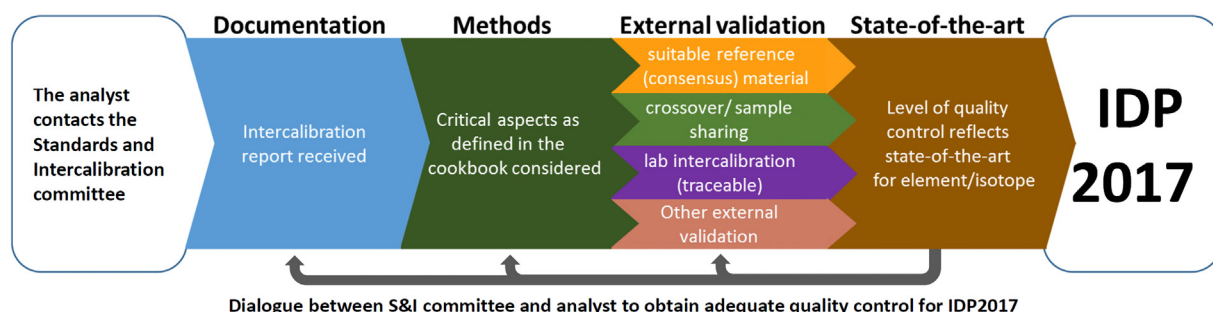 Documentation
Methods
External validation
State-of-the-art
The analyst
contacts the
Standards and
Intercalibration
committee
Intercalibration
report received
Critical aspects as
defined in the
cookbook considered
suitable reference
(consensus) material
crossover/ sample
sharing
lab intercalibration
(traceable)
Other external
validation
Level of quality
control reflects
state-of-the-art
for element/isotope
IDP
2017
Dialogue between S&I committee and analyst to obtain adequate quality control for IDP2017